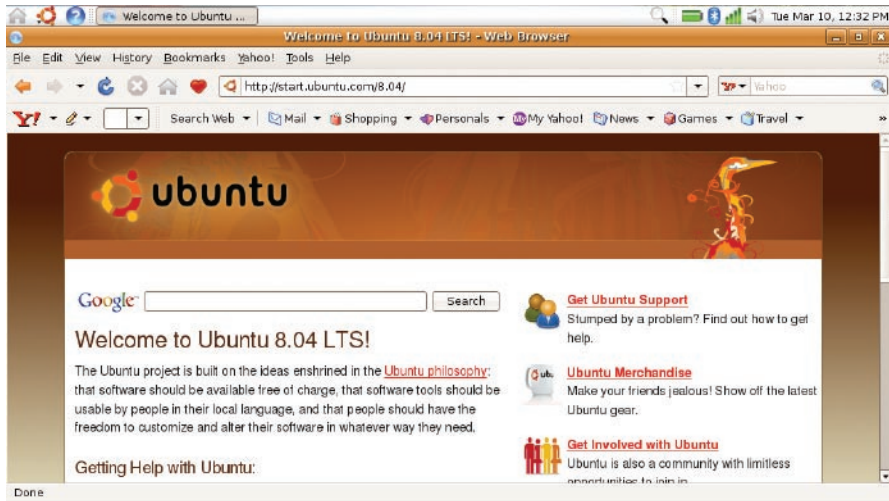 Welcome to Ubuntu ...
Tue Mar 10, 12:32 PM
Welcome to Ubuntu 8.04 LTS! - Web Browser
File Edit View History Bookmarks Yahoo! Tools Help
http://start.ubuntu.com/8.04/
Yahoo
Y! Search Web Mail Shopping Personals My Yahoo! News Games Travel »
ubuntu
Google Search
Welcome to Ubuntu 8.04 LTS!
The Ubuntu project is built on the ideas enshrined in the Ubuntu philosophy:
that software should be available free of charge, that software tools should be
usable by people in their local language, and that people should have the
freedom to customize and alter their software in whatever way they need.
Getting Help with Ubuntu:
Get Ubuntu Support
Stumped by a problem? Find out how to get
help.
ub.
Ubuntu Merchandise
Make your friends jealous! Show off the latest
Ubuntu gear.
Get Involved with Ubuntu
Ubuntu is also a community with limitless
opportunities to join in
Done